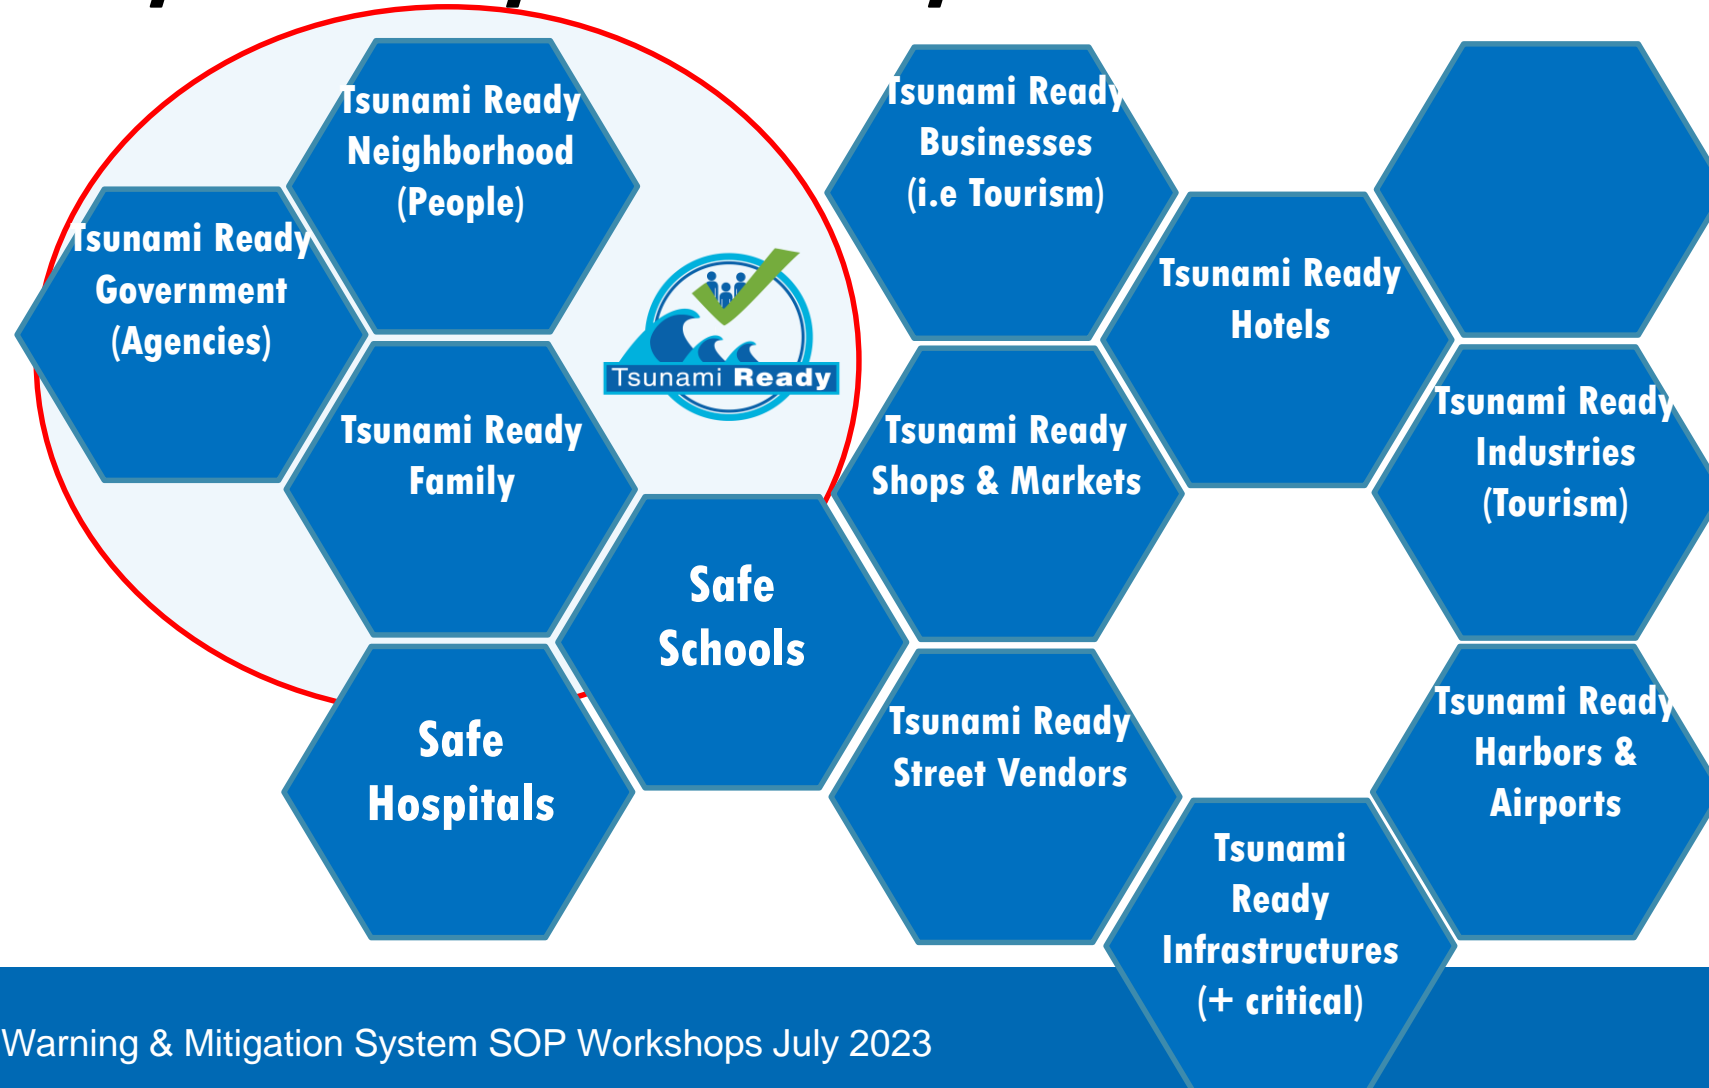 Tsunami Ready
Neighborhood
(People)
Tsunami Ready
Government
(Agencies)
Tsunami Ready
Family
Tsunami Ready
Safe
Schools
Safe
Hospitals
Tsunami Ready
Businesses
(i.e Tourism)
Tsunami Ready
Hotels
Tsunami Ready
Shops & Markets
Tsunami Ready
Industries
(Tourism)
Tsunami Ready
Street Vendors
Tsunami Ready
Harbors &
Airports
Tsunami
Ready
Infrastructures
(+ critical)
Warning & Mitigation System SOP Workshops July 2023